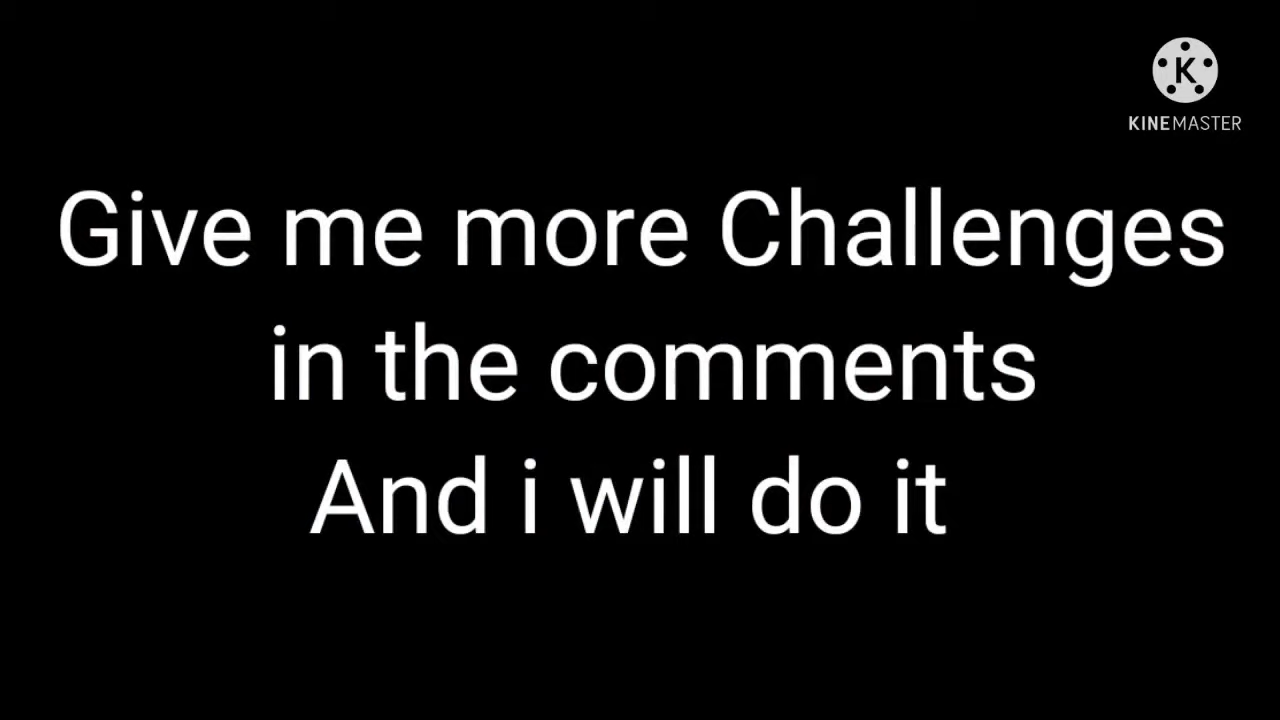 K
KINEMASTER
Give me more Challenges
in the comments
And i will do it